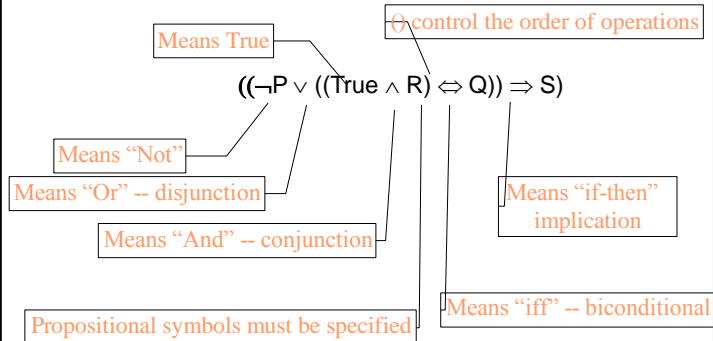 () control the order of operations
Means True
((¬P ∨ ((True ∧ R) ⇔ Q)) ⇒ S)
Means “Not”
Means “Or” -- disjunction
Means “if-then”
implication
Means “And” -- conjunction
Means “iff” -- biconditional
Propositional symbols must be specified